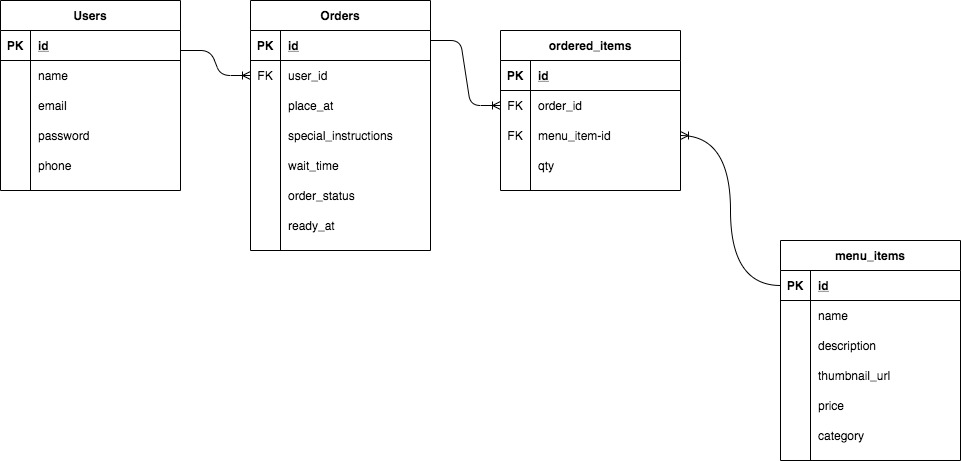 Users
PK id
name
email
password
phone
Orders
PK id
FK user_id
place_at
special_instructions
wait_time
order_status
ready_at
ordered_items
PK id
FK order_id
FK menu_item-id
qty
menu_items
PK id
name
description
thumbnail_url
price
category